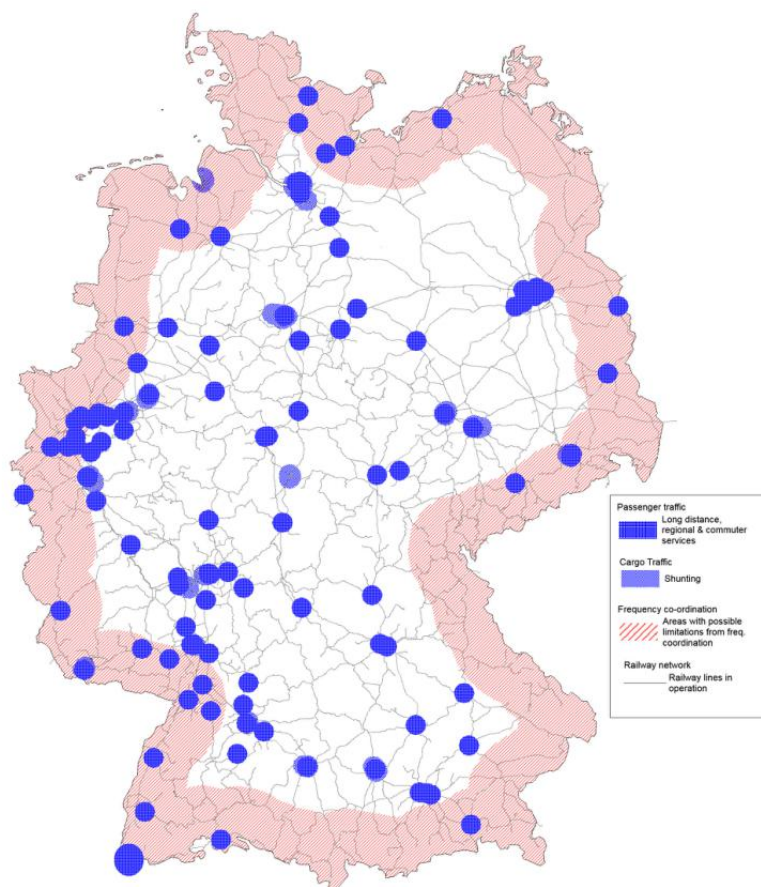 Passenger traffic
Long distance,
regional & commuter
services
Cargo Traffic
Shunting
Frequency co-ordination
Areas with possible
limitations from freq.
coordination
Railway network
Railway lines in
operation